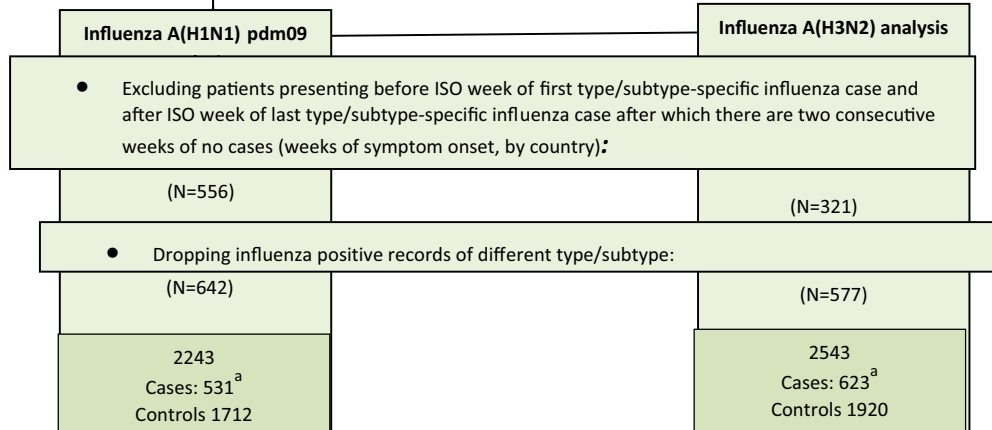 Influenza A(H1N1) pdm09
Influenza A(H3N2) analysis
• Excluding patients presenting before ISO week of first type/subtype-specific influenza case and
after ISO week of last type/subtype-specific influenza case after which there are two consecutive
weeks of no cases (weeks of symptom onset, by country):
(N=556)
(N=321)
• Dropping influenza positive records of different type/subtype:
(N=642)
(N=577)
2243
Cases: 531a
Controls 1712
2543
Cases: 623a
Controls 1920